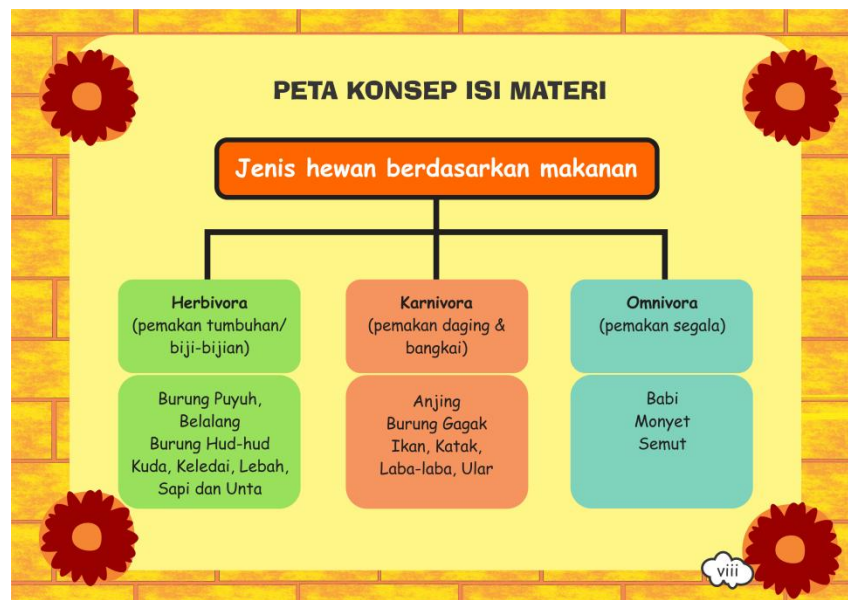 PETA KONSEP ISI MATERI
Jenis hewan berdasarkan makanan
Herbivora
(pemakan tumbuhan/
biji-bijian)
Burung Puyuh,
Belalang
Burung Hud-hud
Kuda, Keledai, Lebah,
Sapi dan Unta
Karnivora
(pemakan daging &
bangkai)
Anjing
Burung Gagak
Ikan, Katak,
Laba-laba, Ular
Omnivora
(pemakan segala)
Babi
Monyet
Semut
viii